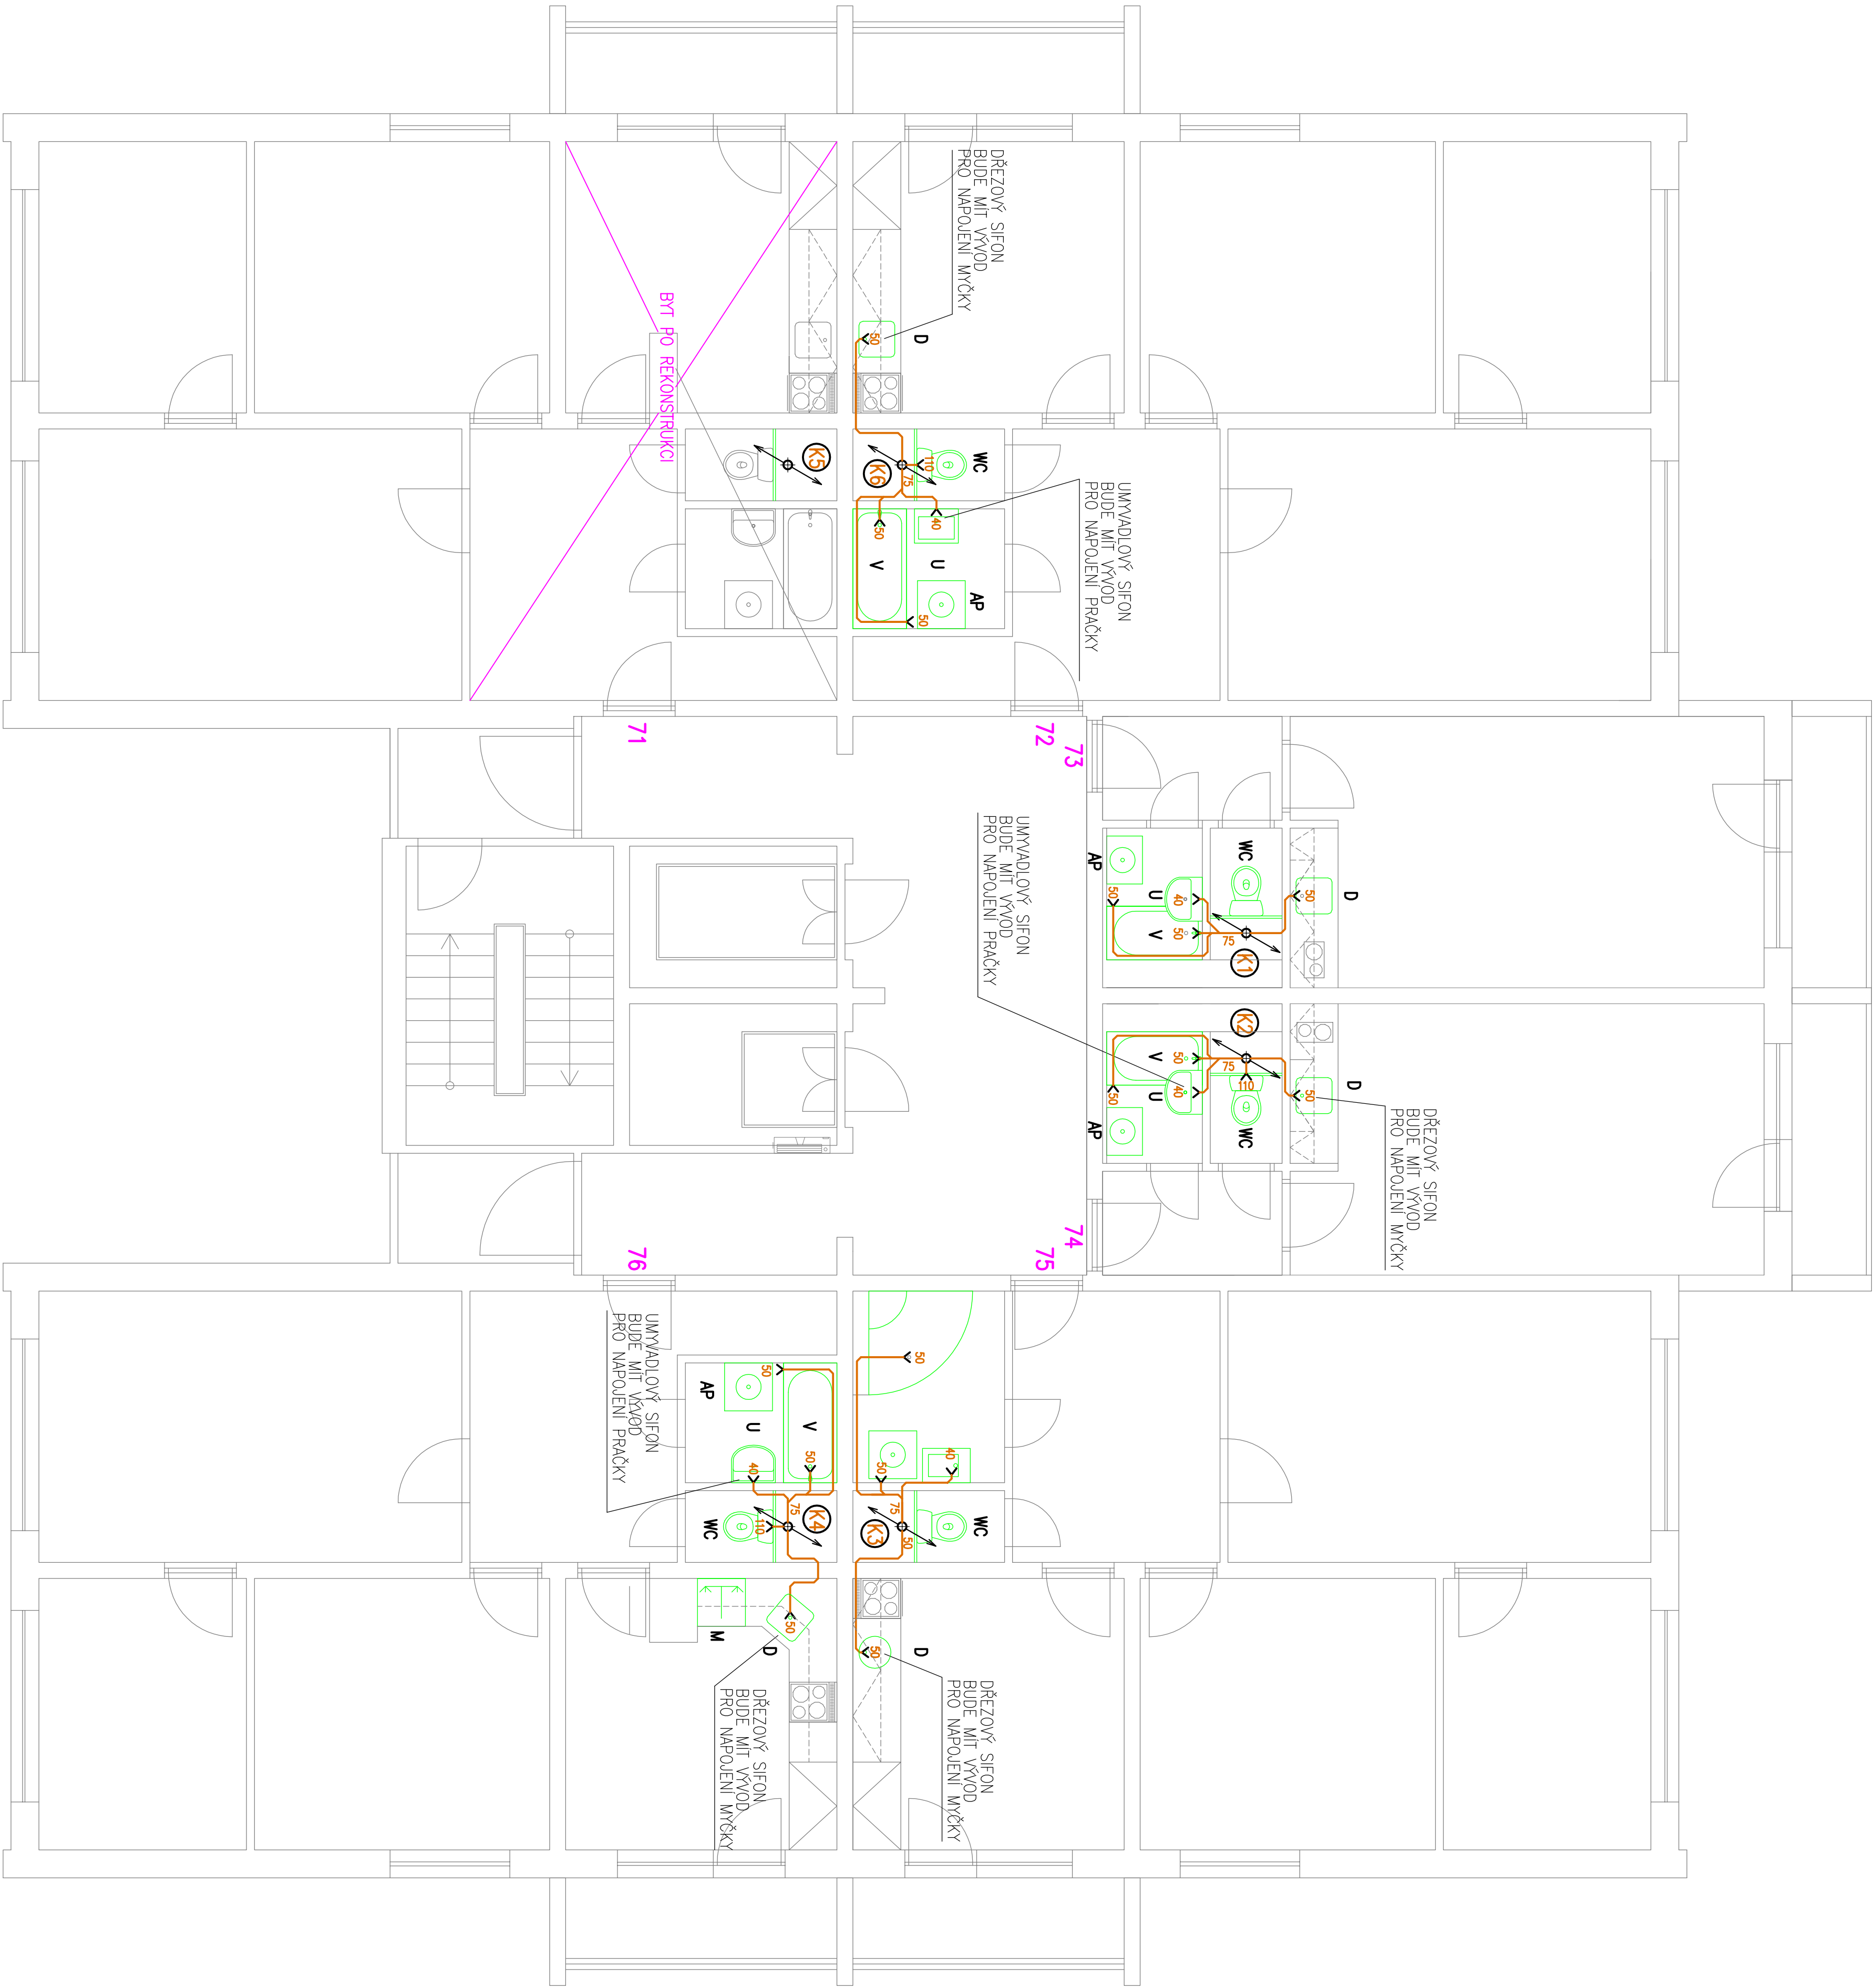 DŘEZOVÝ SIFON
BUDE MÍT VÝVOD
PRO NAPOJENÍ MYČKY
D
50
BYT PO REKONSTRUKCI
K5
K6
WC
110
75
40
50
V
U
AP
50
UMYVADLOVÝ SIFON
BUDE MÍT VÝVOD
PRO NAPOJENÍ PRAČKY
71
72
73
UMYVADLOVÝ SIFON
BUDE MÍT VÝVOD
PRO NAPOJENÍ PRAČKY
AP
WC
D
50
U
40
50
V
50
75
K1
K2
V
50
75
110
D
50
U
40
50
AP
WC
DŘEZOVÝ SIFON
BUDE MÍT VÝVOD
PRO NAPOJENÍ MYČKY
74
75
76
UMYVADLOVÝ SIFON
BUDE MÍT VÝVOD
PRO NAPOJENÍ PRAČKY
50
AP
U
V
40
50
75
K4
110
WC
50
M
D
50
40
50
75
K3
50
WC
D
50
DŘEZOVÝ SIFON
BUDE MÍT VÝVOD
PRO NAPOJENÍ MYČKY
DŘEZOVÝ SIFON
BUDE MÍT VÝVOD
PRO NAPOJENÍ MYČKY